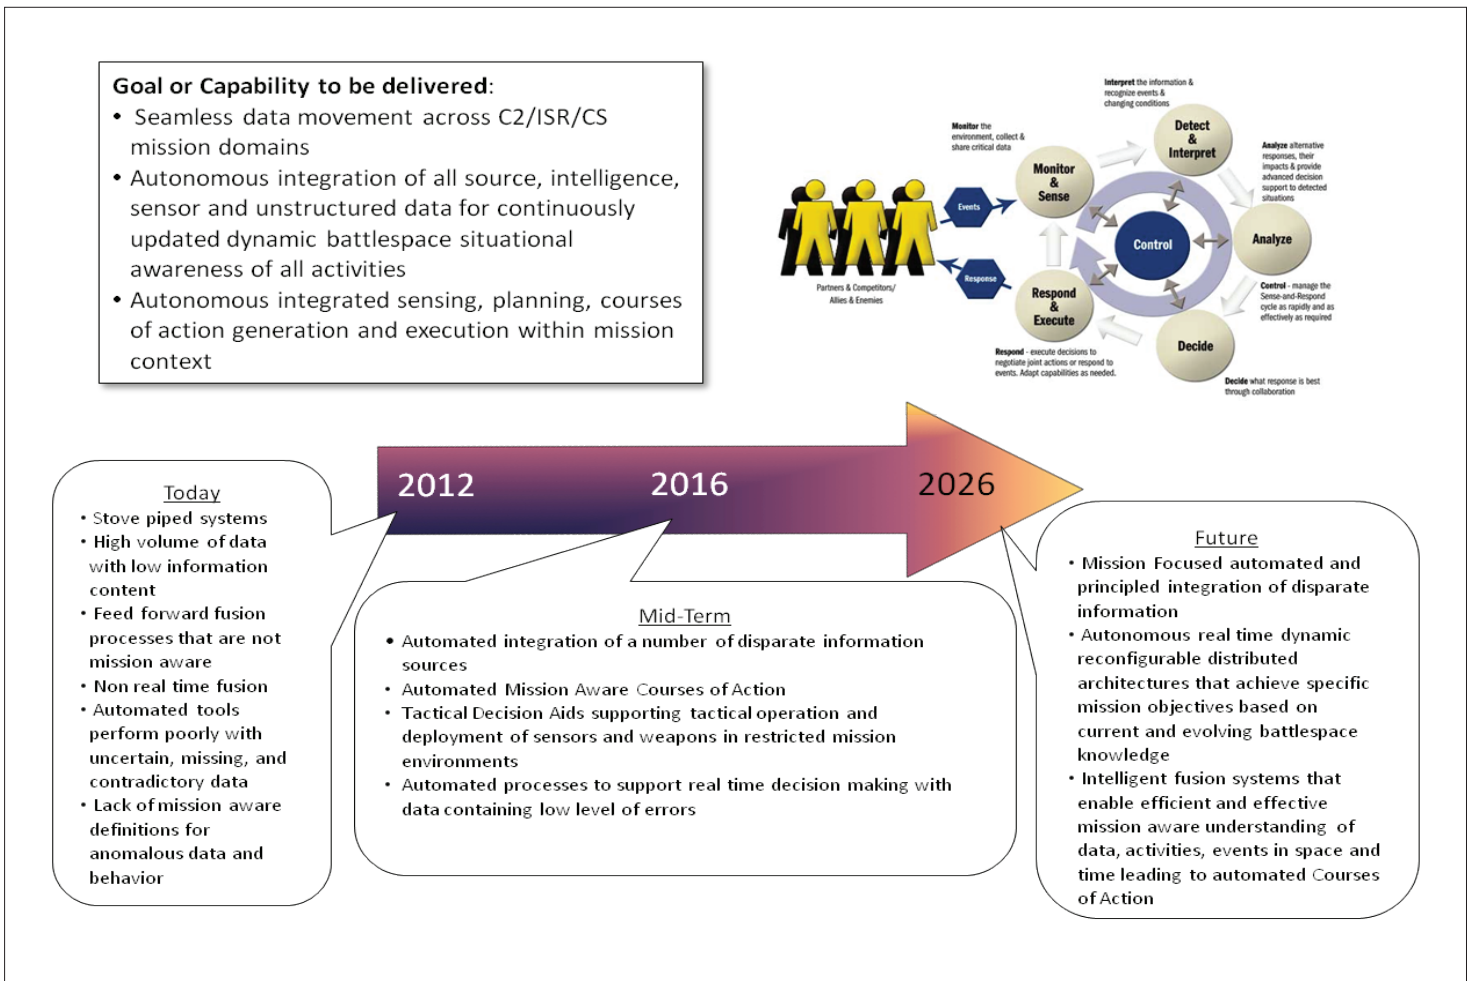 Goal or Capability to be delivered:
• Seamless data movement across C2/ISR/CS
mission domains
• Autonomous integration of all source, intelligence,
sensor and unstructured data for continuously
updated dynamic battlespace situational
awareness of all activities
• Autonomous integrated sensing, planning, courses
of action generation and execution within mission
context
Interpret the information &
recognize events &
changing conditions
Detect
&
Interpret
Monitor the
environment, collect &
share critical data
Monitor
&
Sense
Analyze alternative
responses, their
impacts & provide
advanced decision
support to detected
situations
Events
Control
Analyze
Response
Partners & Competitors/
Allies & Enemies
Respond
&
Execute
Control - manage the
Sense-and-Respond
cycle as rapidly and as
effectively as required
Decide
Respond - execute decisions to
negotiate joint actions or respond to
events. Adapt capabilities as needed.
Decide what response is best
through collaboration
2012
2016
2026
Today
• Stove piped systems
• High volume of data
with low information
content
• Feed forward fusion
processes that are not
mission aware
• Non real time fusion
• Automated tools
perform poorly with
uncertain, missing, and
contradictory data
• Lack of mission aware
definitions for
anomalous data and
behavior
Mid-Term
• Automated integration of a number of disparate information
sources
• Automated Mission Aware Courses of Action
• Tactical Decision Aids supporting tactical operation and
deployment of sensors and weapons in restricted mission
environments
• Automated processes to support real time decision making with
data containing low level of errors
Future
• Mission Focused automated and
principled integration of disparate
information
• Autonomous real time dynamic
reconfigurable distributed
architectures that achieve specific
mission objectives based on
current and evolving battlespace
knowledge
• Intelligent fusion systems that
enable efficient and effective
mission aware understanding of
data, activities, events in space and
time leading to automated Courses
of Action